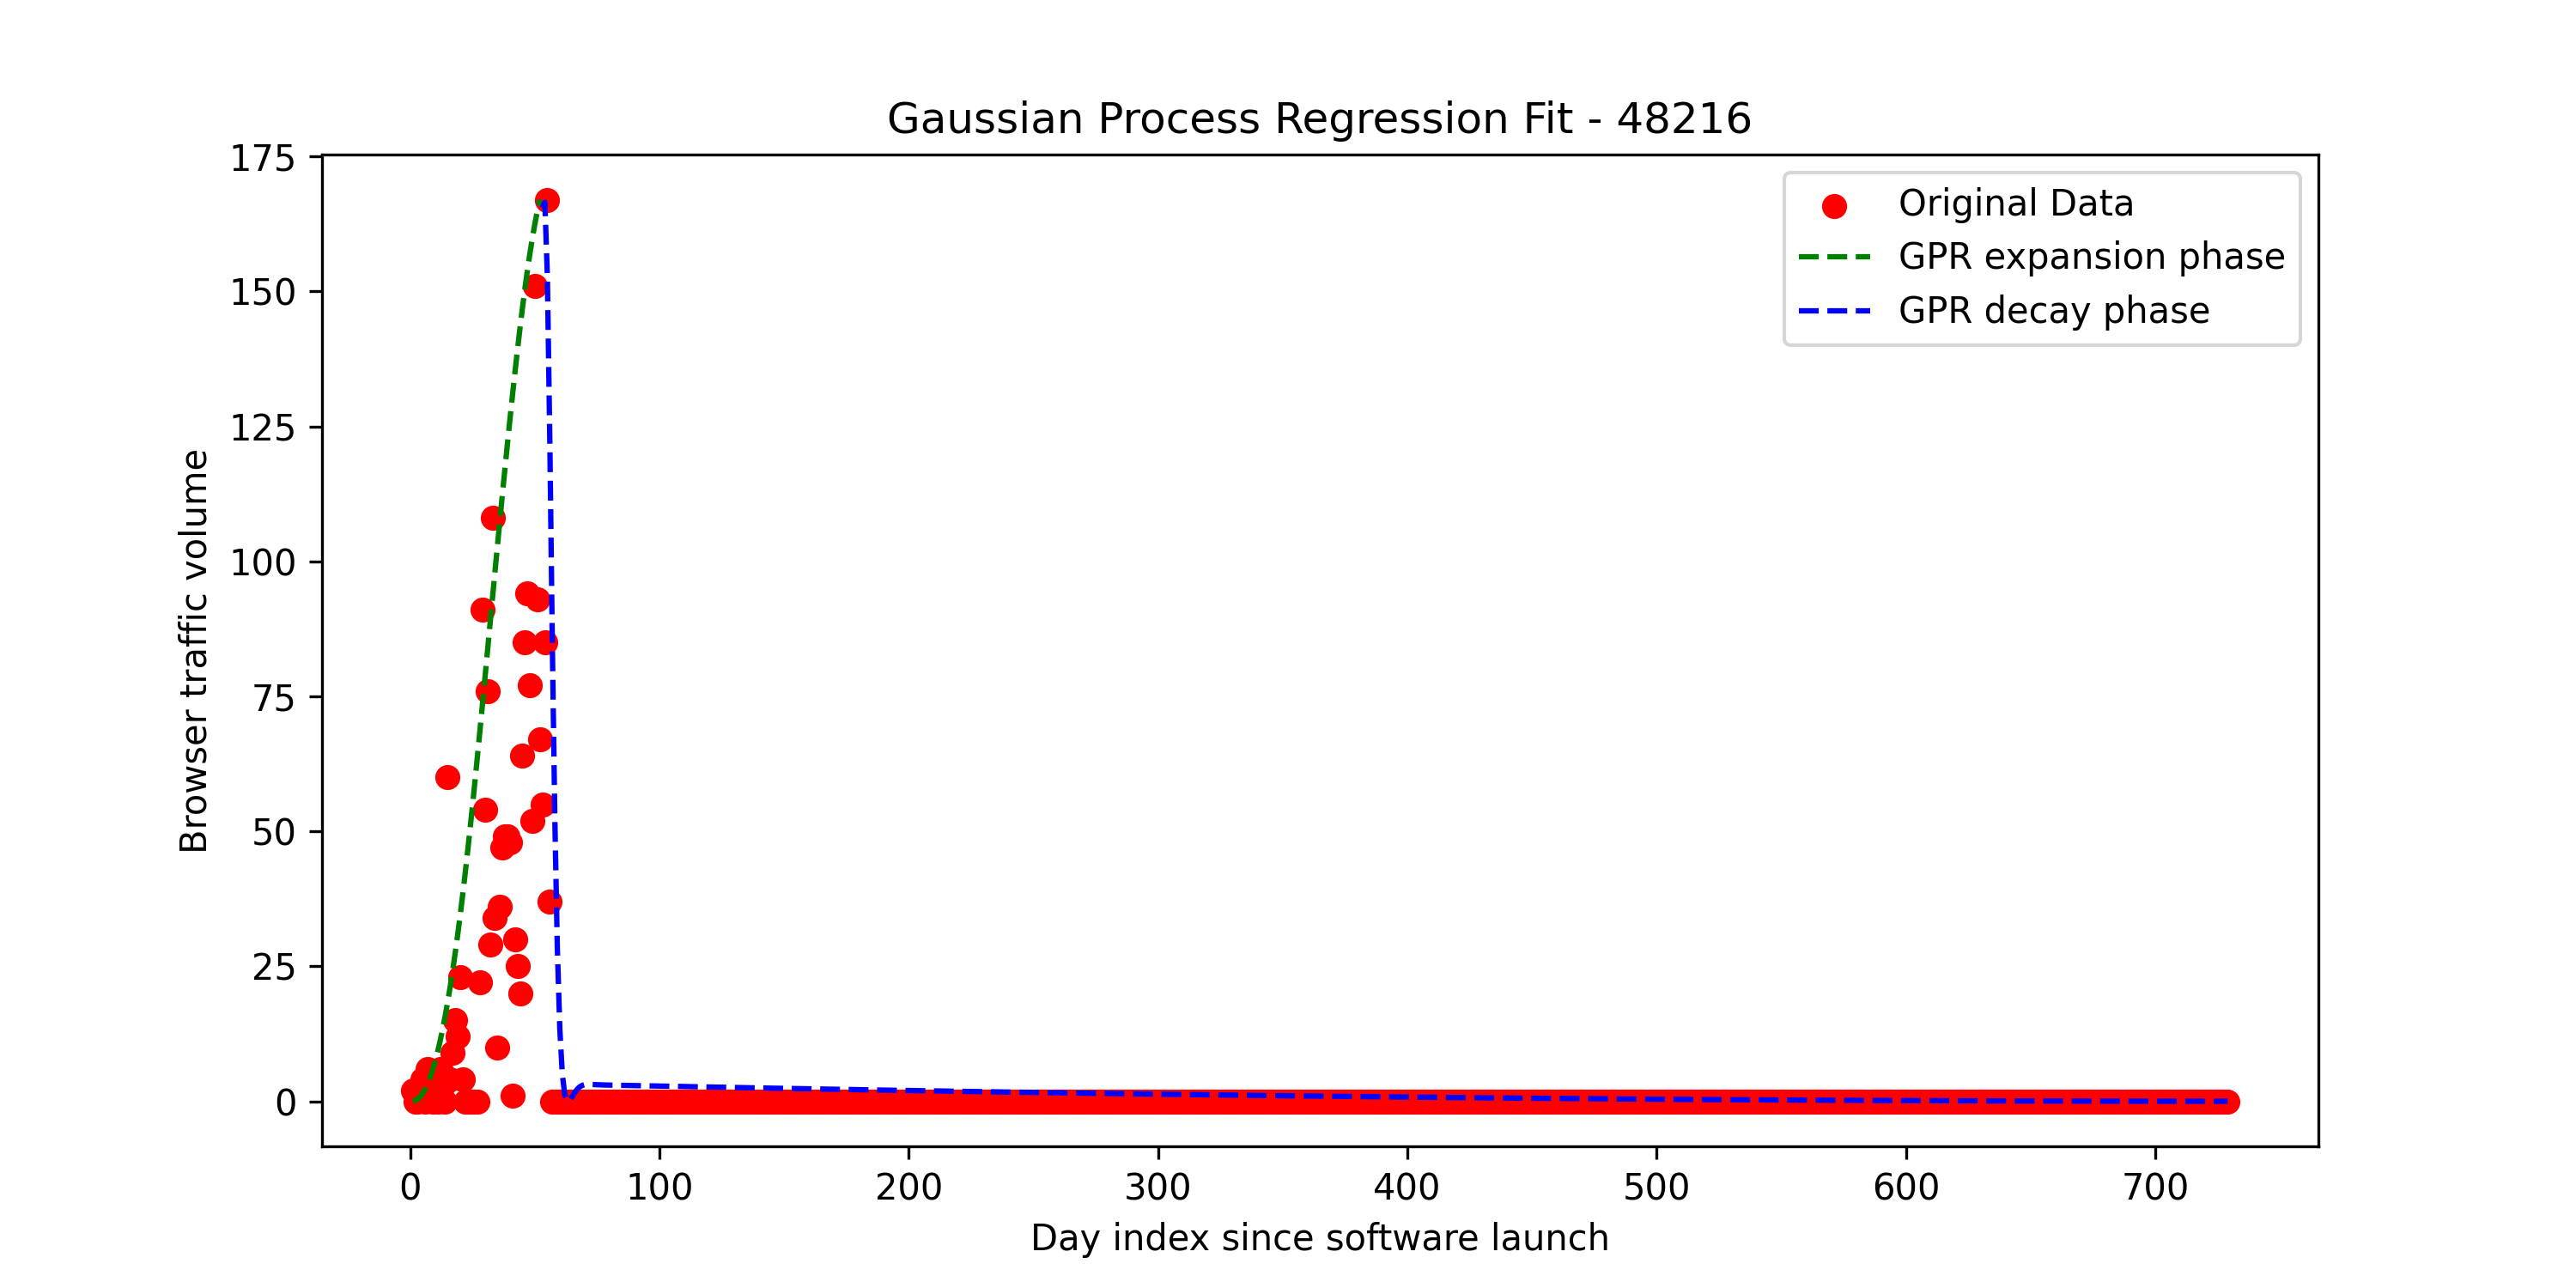 Gaussian Process Regression Fit - 48216
Original Data
GPR expansion phase
GPR decay phase
Browser traffic volume
175
150
125
100
75
50
25
0
0 100 200 300 400 500 600 700
Day index since software launch